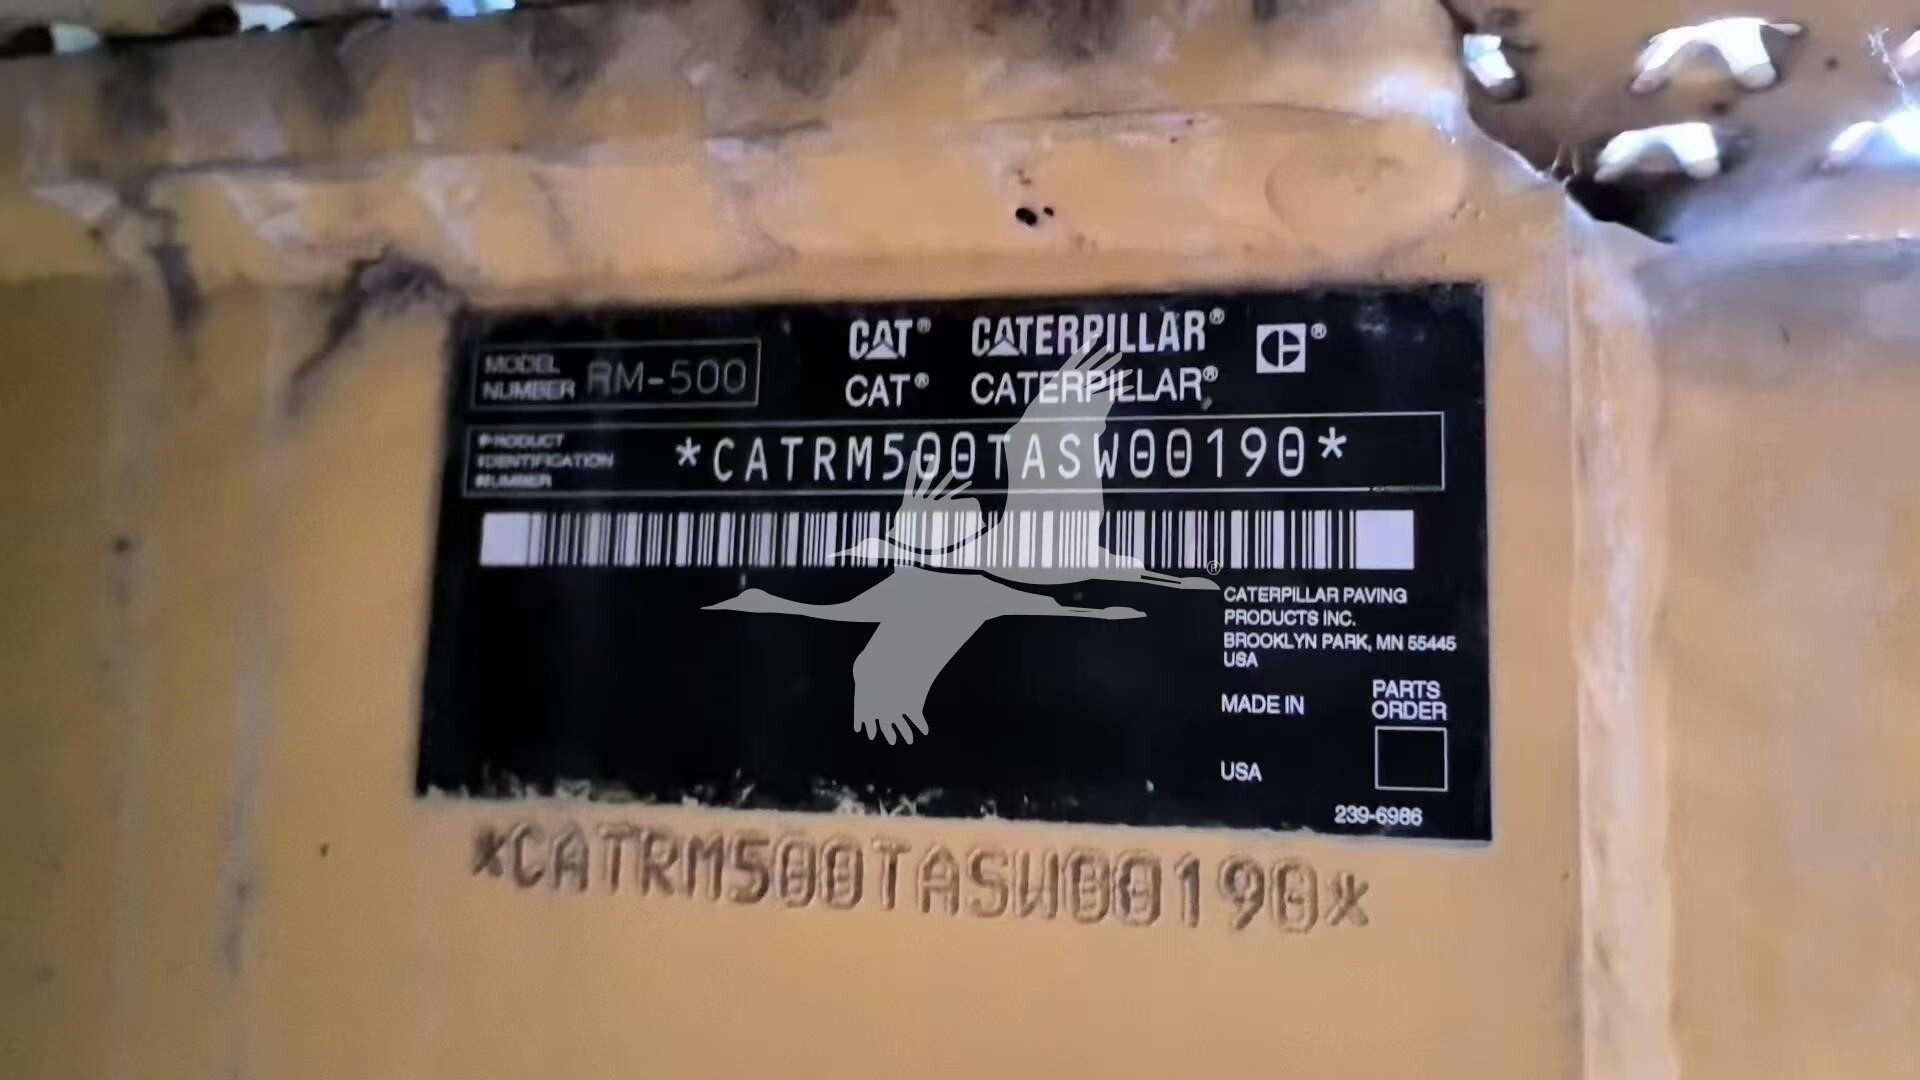 CAT® CATERPILLAR® ®
MODEL NUMBER RM-500
CAT® CATERPILLAR®
PRODUCT IDENTIFICATION NUMBER *CATRM500TASW00190*
®
CATERPILLAR PAVING
PRODUCTS INC.
BROOKLYN PARK, MN 55445
USA
MADE IN
PARTS
ORDER
USA
239-6986
*CATRM500TASW00190*